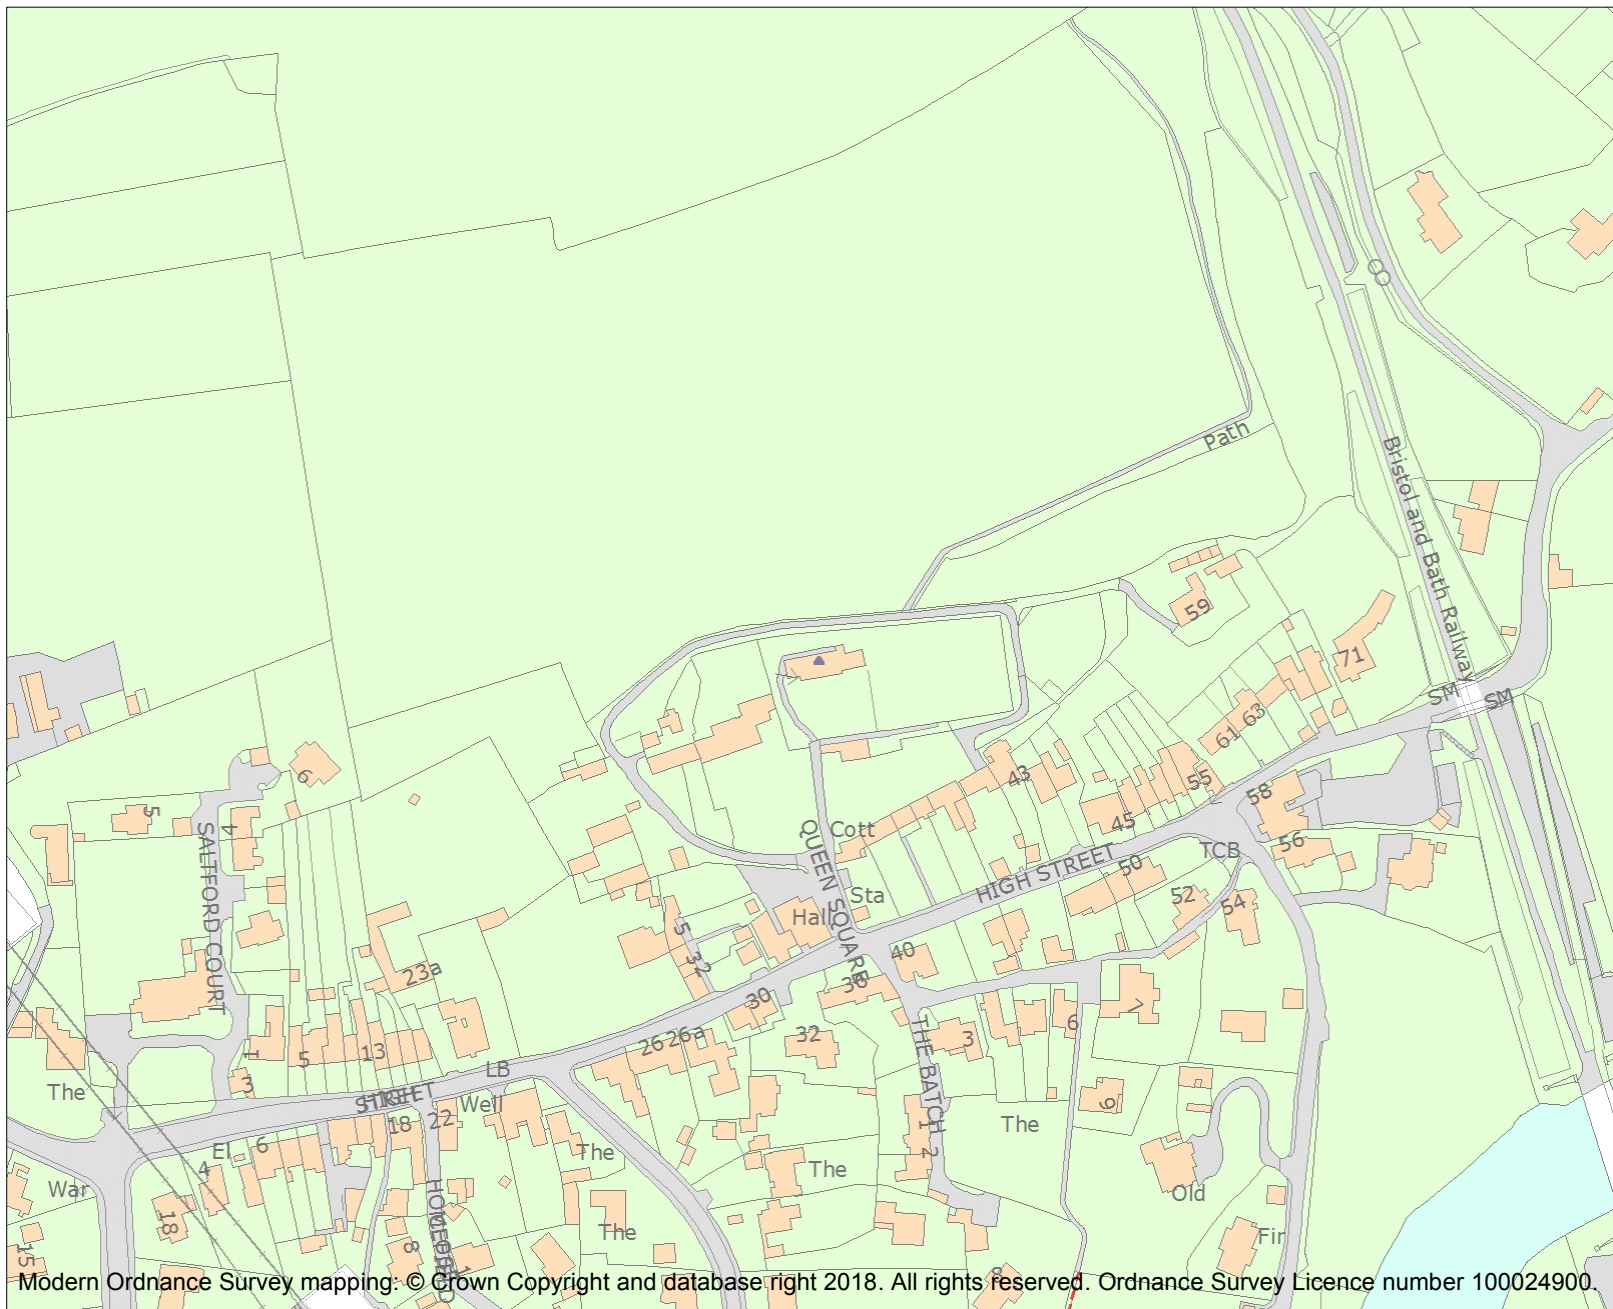 Path
Bristol and Bath Railway
59
71
SM
SM
61 63
6
5
4
SALTFORD COURT
43
55
58
45
Cott
QUEEN SQUARE
HIGH STREET
50
TCB
56
Sta
Hall
52
54
5
32
23a
40
36
30
7
26
26a
32
3
6
1
5
13
3
LB
The
HIGH
STREET
Well
THE BATCH
9
18
22
The
El
6
4
1
2
The
The
War
18
Old
HOMEFIELD
The
8
1
Fir
15
Modern Ordnance Survey mapping. © Crown Copyright and database right 2018. All rights reserved. Ordnance Survey Licence number 100024900.